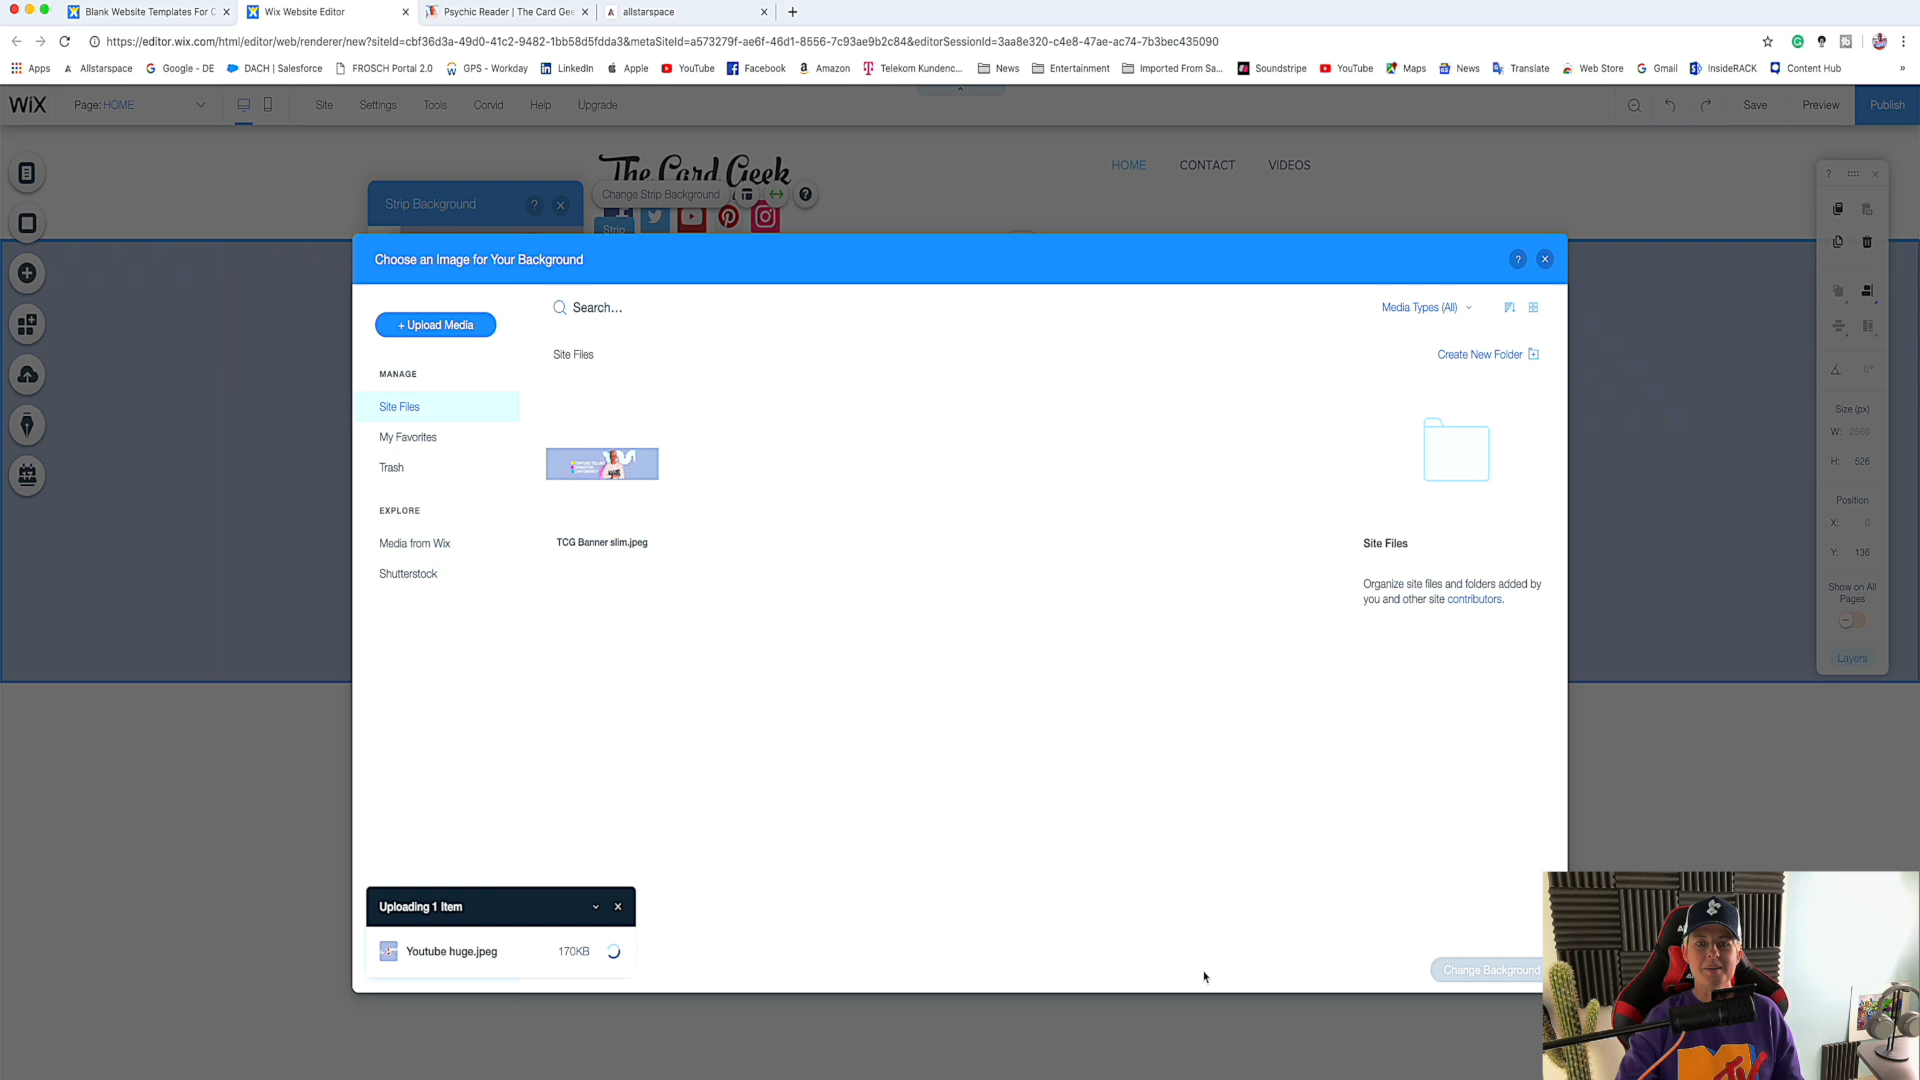 Blank Website Templates For C
Wix Website Editor
Psychic Reader | The Card Gee
allstarspace
https://editor.wix.com/html/editor/web/renderer/new?siteId=cbf36d3a-49d0-41c2-9482-1bb58d5fdda3&metaSiteId=a573279f-ae6f-46d1-8556-7c93ae9b2c84&editorSessionId=3aa8e320-c4e8-47ae-ac74-7b3bec435090
Apps Allstarspace Google - DE DACH | Salesforce FROSCH Portal 2.0 GPS - Workday LinkedIn Apple YouTube Facebook Amazon Telekom Kundenc... News Entertainment Imported From Sa... Soundstripe YouTube Maps News Translate Web Store Gmail InsideRACK Content Hub »
WiX Page: HOME Site Settings Tools Corvid Help Upgrade Save Preview Publish
The Card Geek
HOME CONTACT VIDEOS
Change Strip Background
Strip Background
Strip
Choose an Image for Your Background
+ Upload Media
Search...
Media Types (All)
Site Files
Create New Folder
MANAGE
Site Files
My Favorites
Trash
EXPLORE
Media from Wix
Shutterstock
TCG Banner slim.jpeg
Site Files
Organize site files and folders added by
you and other site contributors.
Uploading 1 Item
Youtube huge.jpeg 170KB
Change Background
0°
Size (px)
W: 2560
H: 526
Position
X: 0
Y: 136
Show on All
Pages
Layers